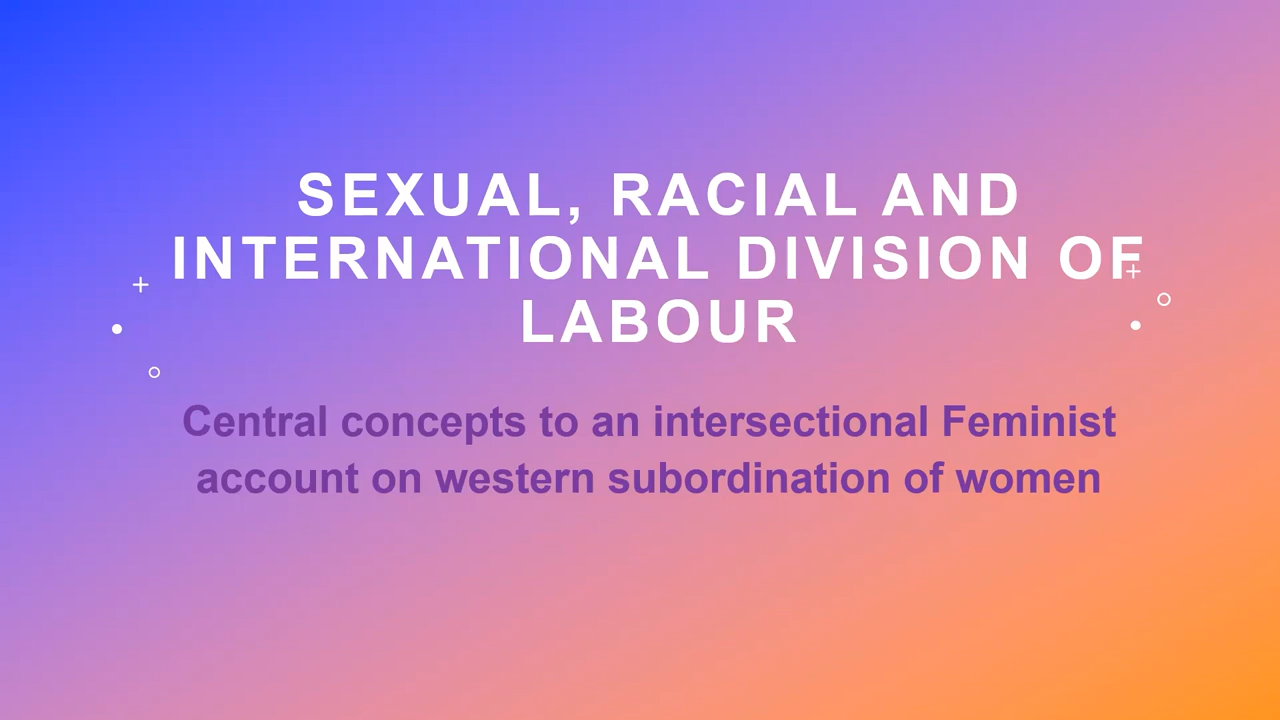 SEXUAL, RACIAL AND
INTERNATIONAL DIVISION OF
LABOUR
Central concepts to an intersectional Feminist
account on western subordination of women